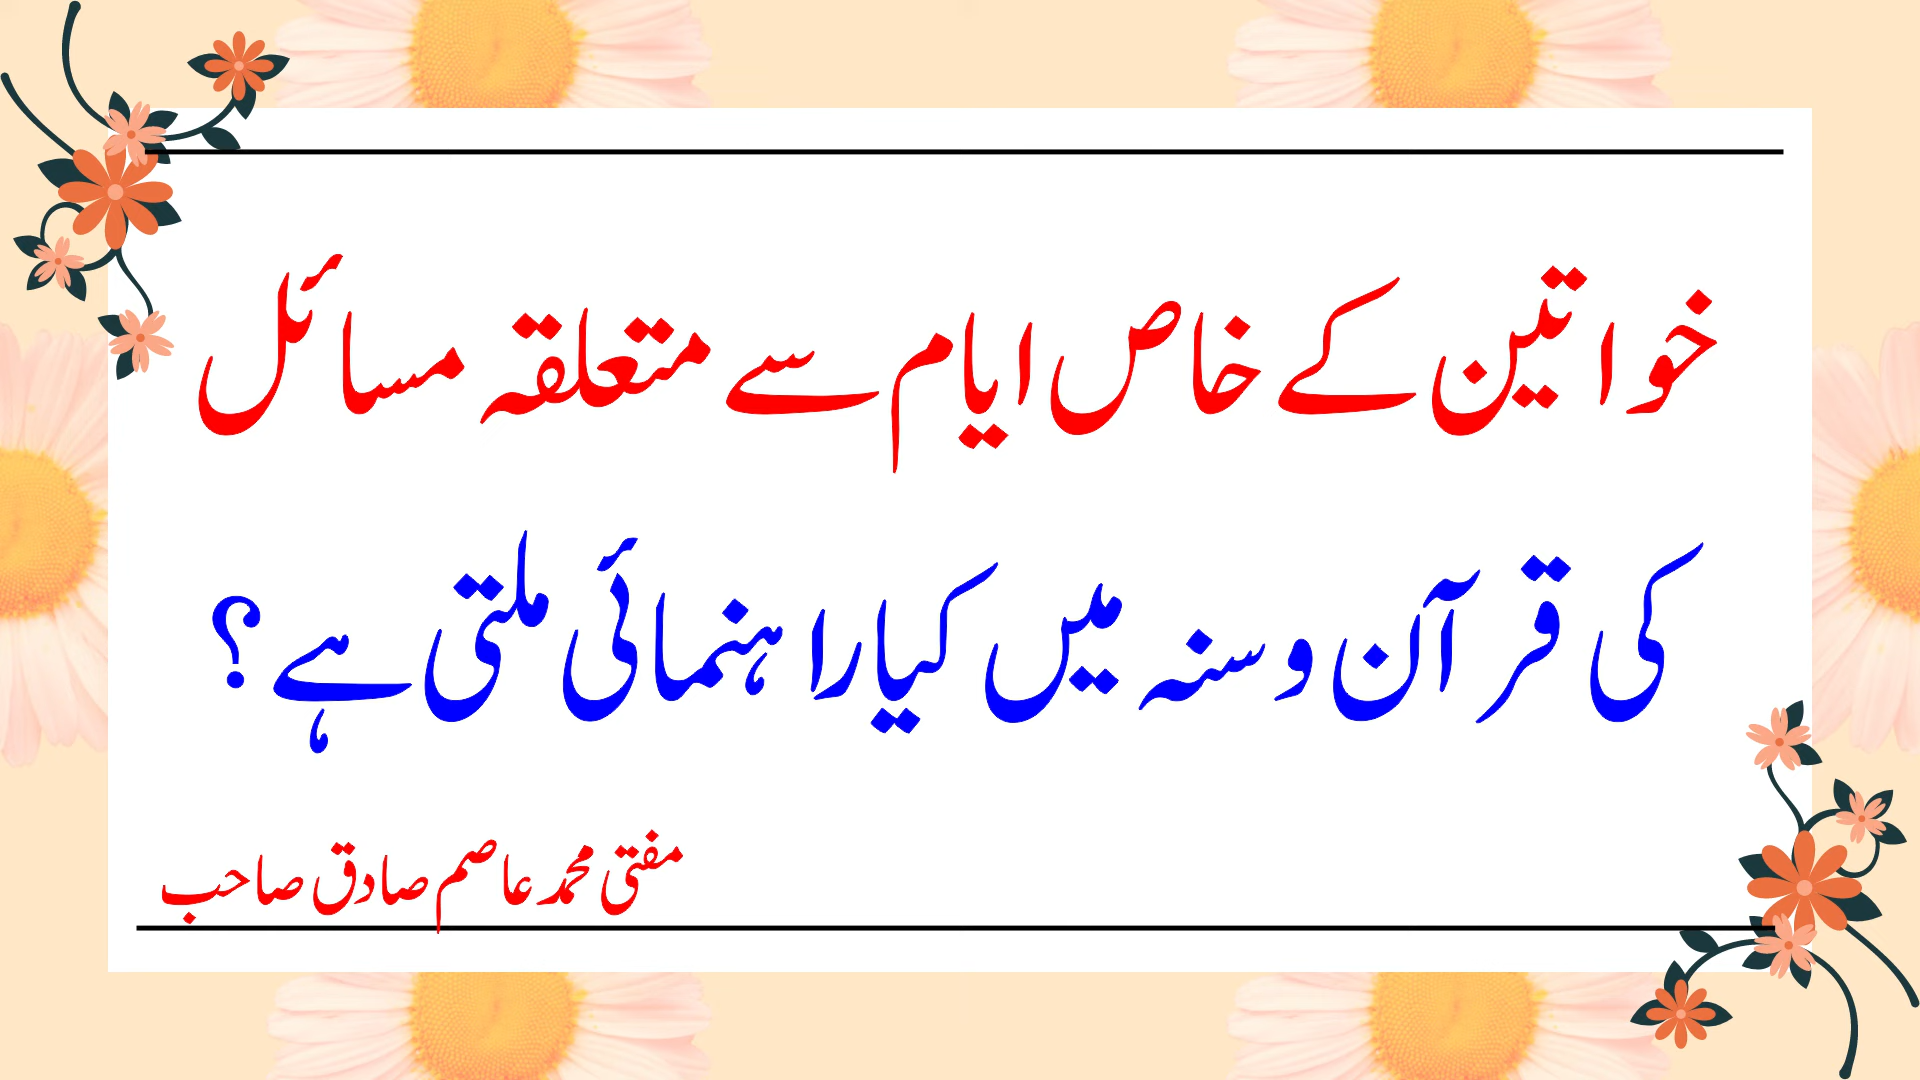 خواتین کے خاص ایام سے متعلقہ مسائل
کی قرآن و سنہ میں کیا راہنمائی ملتی ہے؟
مفتی محمد عاصم صادق صاحب